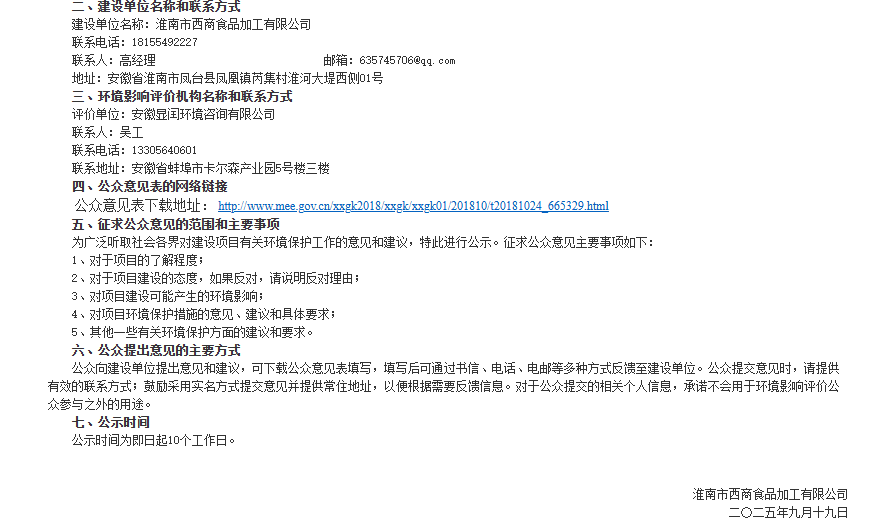 二、建设单位名称和联系方式
建设单位名称：淮南市西商食品加工有限公司
联系电话：18155492227
联系人：高经理 邮箱：635745706@qq.com
地址：安徽省淮南市凤台县凤凰镇芮集村淮河大堤西侧01号
三、环境影响评价机构名称和联系方式
评价单位：安徽显闰环境咨询有限公司
联系人：吴工
联系电话：13305640601
联系地址：安徽省蚌埠市卡尔森产业园5号楼三楼
四、公众意见表的网络链接
公众意见表下载地址： http://www.mee.gov.cn/xxgk2018/xxgk/xxgk01/201810/t20181024_665329.html
五、征求公众意见的范围和主要事项
为广泛听取社会各界对建设项目有关环境保护工作的意见和建议，特此进行公示。征求公众意见主要事项如下：
1、对于项目的了解程度；
2、对于项目建设的态度，如果反对，请说明反对理由；
3、对项目建设可能产生的环境影响；
4、对项目环境保护措施的意见、建议和具体要求；
5、其他一些有关环境保护方面的建议和要求。
六、公众提出意见的主要方式
公众向建设单位提出意见和建议，可下载公众意见表填写，填写后可通过书信、电话、电邮等多种方式反馈至建设单位。公众提交意见时，请提供
有效的联系方式；鼓励采用实名方式提交意见并提供常住地址，以便根据需要反馈信息。对于公众提交的相关个人信息，承诺不会用于环境影响评价公
众参与之外的用途。
七、公示时间
公示时间为即日起10个工作日。
淮南市西商食品加工有限公司
二〇二五年九月十九日